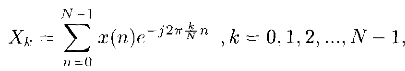 X_k = \sum_{n=0}^{N-1} x(n)e^{-j2\pi\frac{k}{N}n} , k = 0, 1, 2, ..., N − 1,